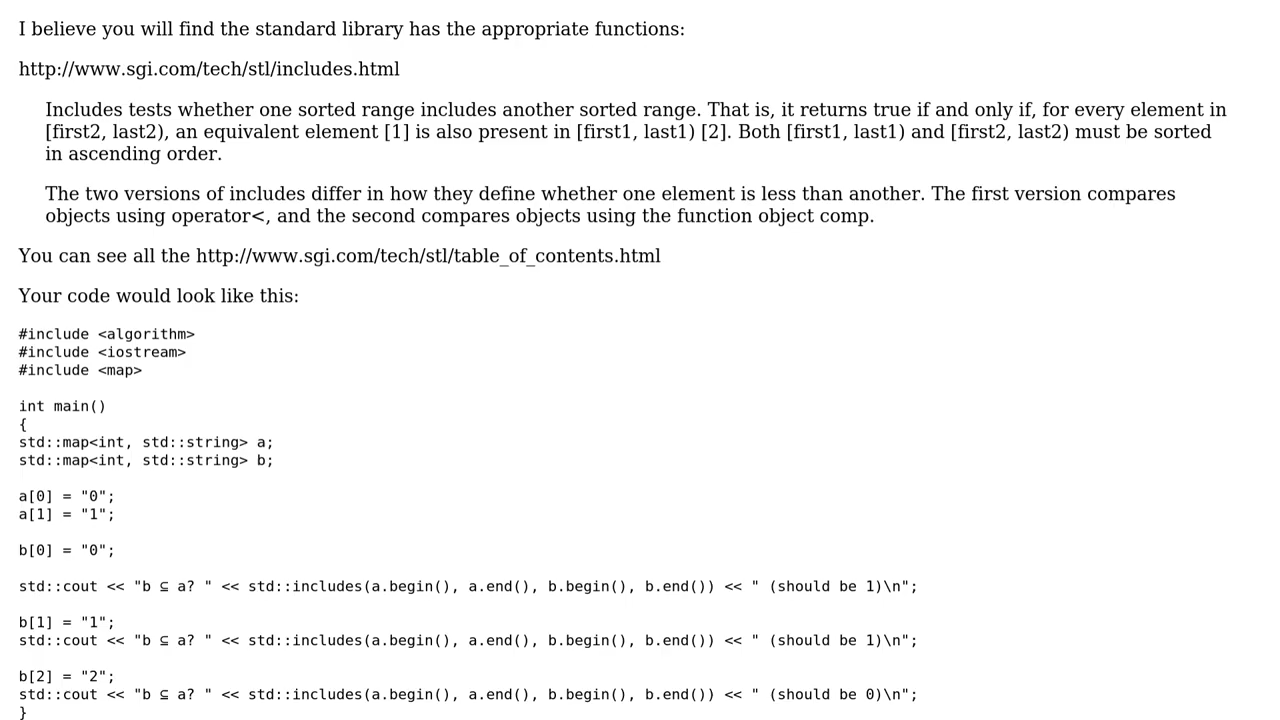 I believe you will find the standard library has the appropriate functions:
http://www.sgi.com/tech/stl/includes.html
Includes tests whether one sorted range includes another sorted range. That is, it returns true if and only if, for every element in
[first2, last2), an equivalent element [1] is also present in [first1, last1) [2]. Both [first1, last1) and [first2, last2) must be sorted
in ascending order.
The two versions of includes differ in how they define whether one element is less than another. The first version compares
objects using operator<, and the second compares objects using the function object comp.
You can see all the http://www.sgi.com/tech/stl/table_of_contents.html
Your code would look like this:
#include <algorithm>
#include <iostream>
#include <map>
int main()
{
std::map<int, std::string> a;
std::map<int, std::string> b;
a[0] = "0";
a[1] = "1";
b[0] = "0";
std::cout << "b ⊆ a? " << std::includes(a.begin(), a.end(), b.begin(), b.end()) << " (should be 1)\n";
b[1] = "1";
std::cout << "b ⊆ a? " << std::includes(a.begin(), a.end(), b.begin(), b.end()) << " (should be 1)\n";
b[2] = "2";
std::cout << "b ⊆ a? " << std::includes(a.begin(), a.end(), b.begin(), b.end()) << " (should be 0)\n";
}